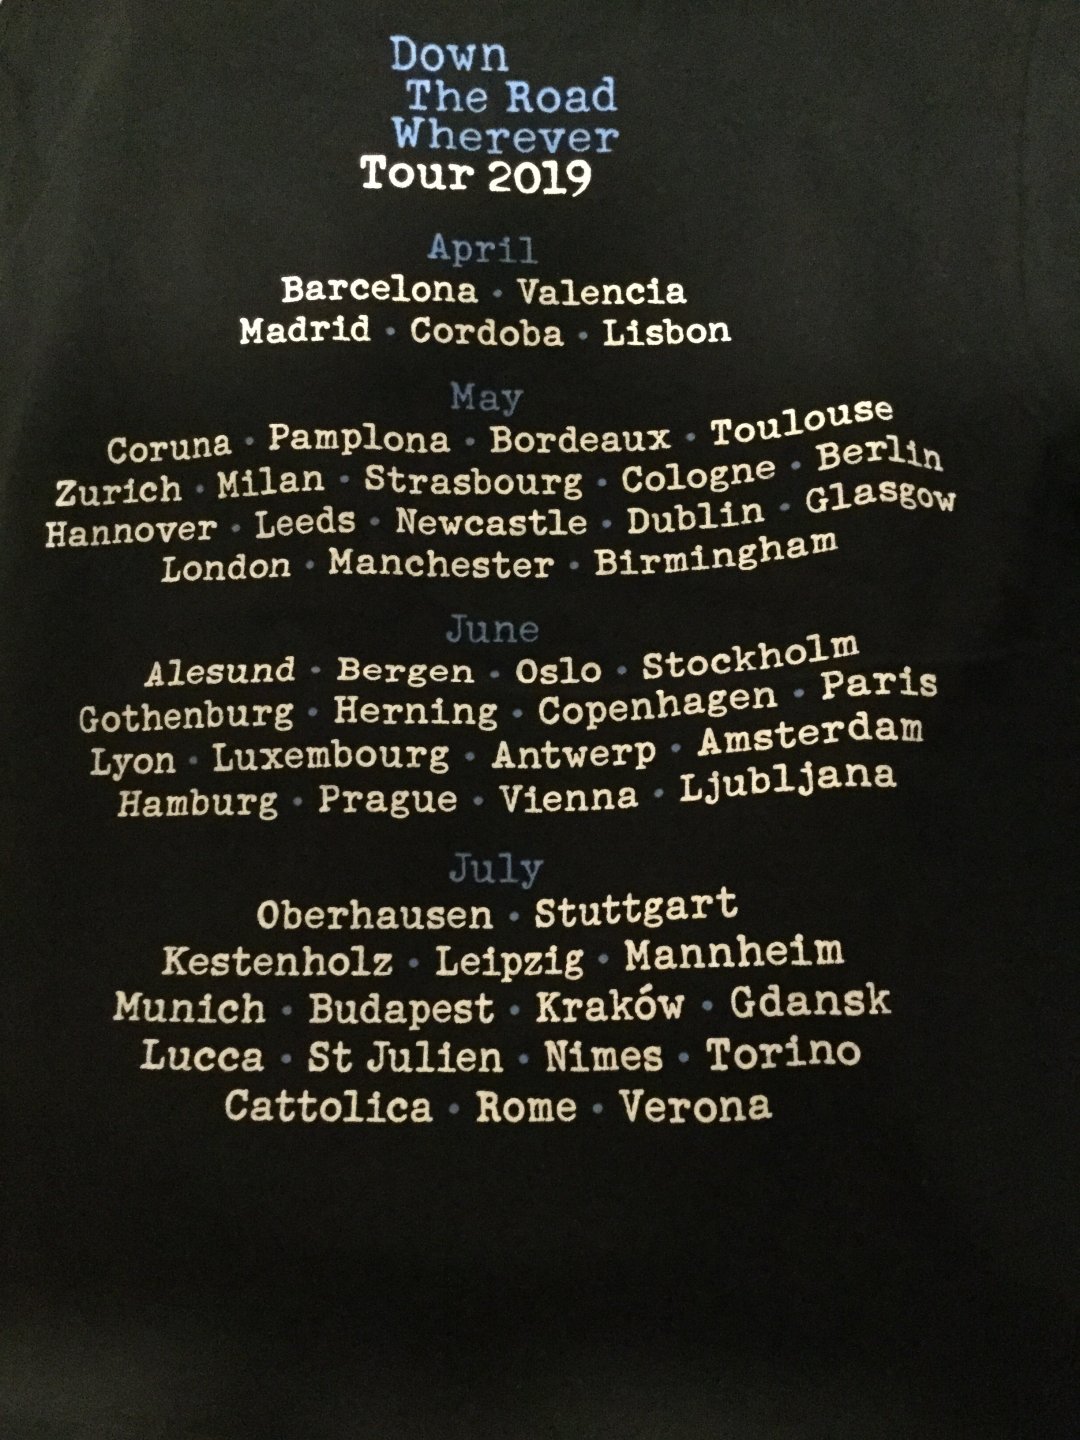 Down
The Road
Wherever
Tour 2019
April
Barcelona · Valencia
Madrid · Cordoba · Lisbon
May
Coruna · Pamplona · Bordeaux · Toulouse
Zurich · Milan · Strasbourg · Cologne · Berlin
Hannover · Leeds · Newcastle · Dublin · Glasgow
London · Manchester · Birmingham
June
Alesund · Bergen · Oslo · Stockholm
Gothenburg · Herning · Copenhagen · Paris
Lyon · Luxembourg · Antwerp · Amsterdam
Hamburg · Prague · Vienna · Ljubljana
July
Oberhausen · Stuttgart
Kestenholz · Leipzig · Mannheim
Munich · Budapest · Kraków · Gdansk
Lucca · St Julien · Nimes · Torino
Cattolica · Rome · Verona